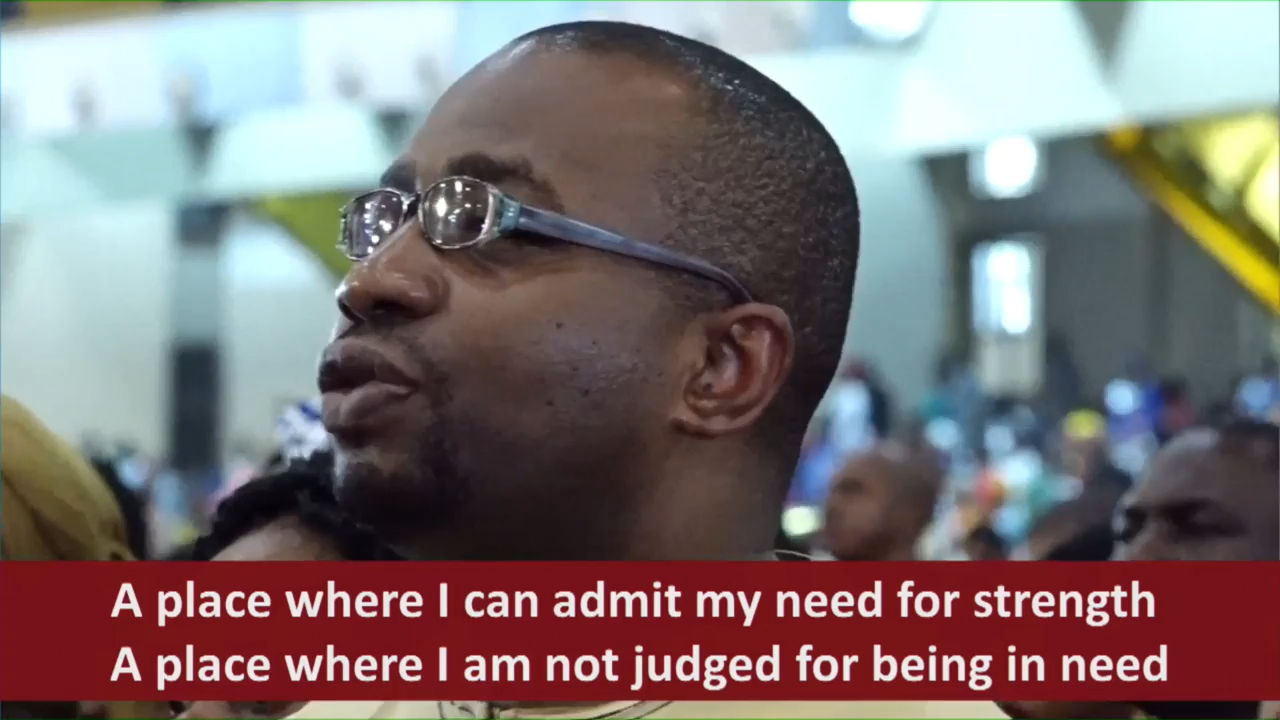 A place where I can admit my need for strength
A place where I am not judged for being in need